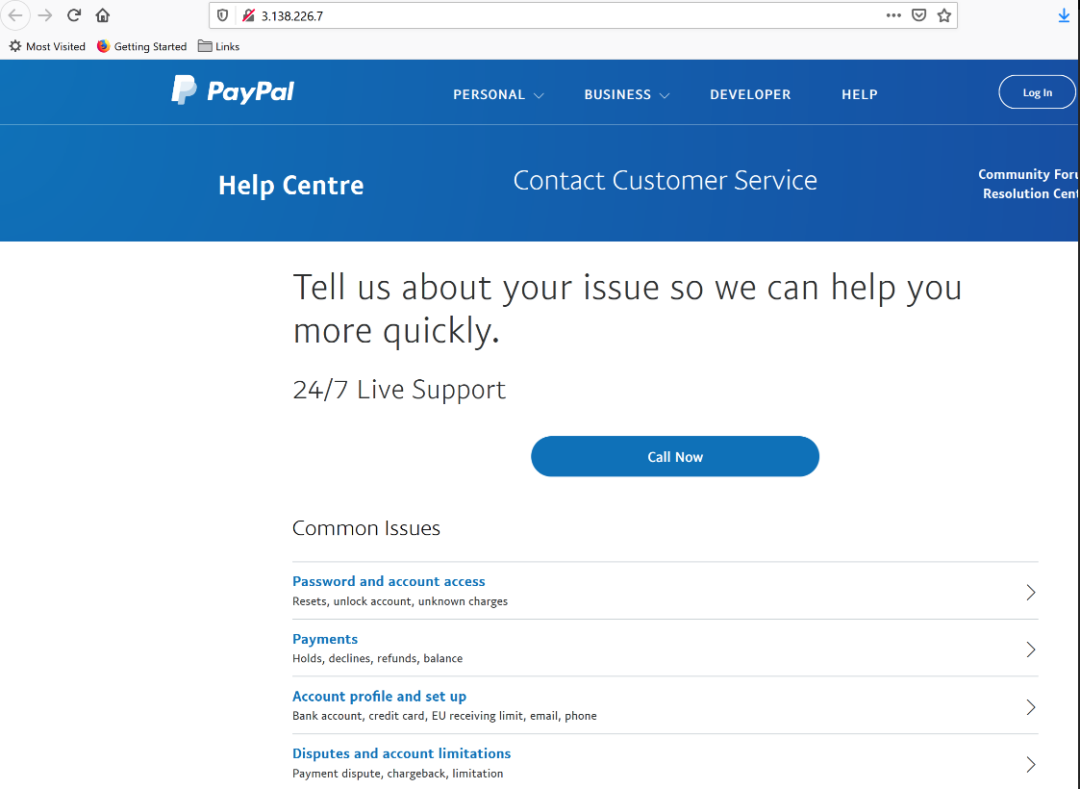 3.138.226.7
Most Visited Getting Started Links
PayPal PERSONAL BUSINESS DEVELOPER HELP Log In
Help Centre Contact Customer Service
Community Foru
Resolution Cent
Tell us about your issue so we can help you
more quickly.
24/7 Live Support
Call Now
Common Issues
Password and account access
Resets, unlock account, unknown charges
Payments
Holds, declines, refunds, balance
Account profile and set up
Bank account, credit card, EU receiving limit, email, phone
Disputes and account limitations
Payment dispute, chargeback, limitation